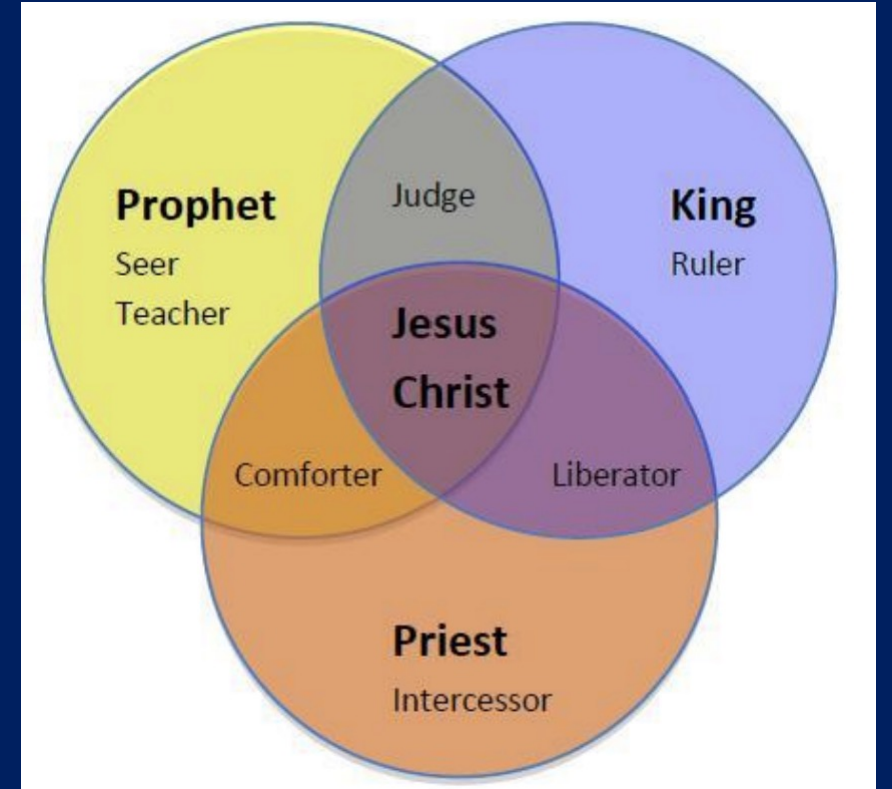 Prophet
Seer
Teacher
Judge
King
Ruler
Jesus
Christ
Comforter
Liberator
Priest
Intercessor